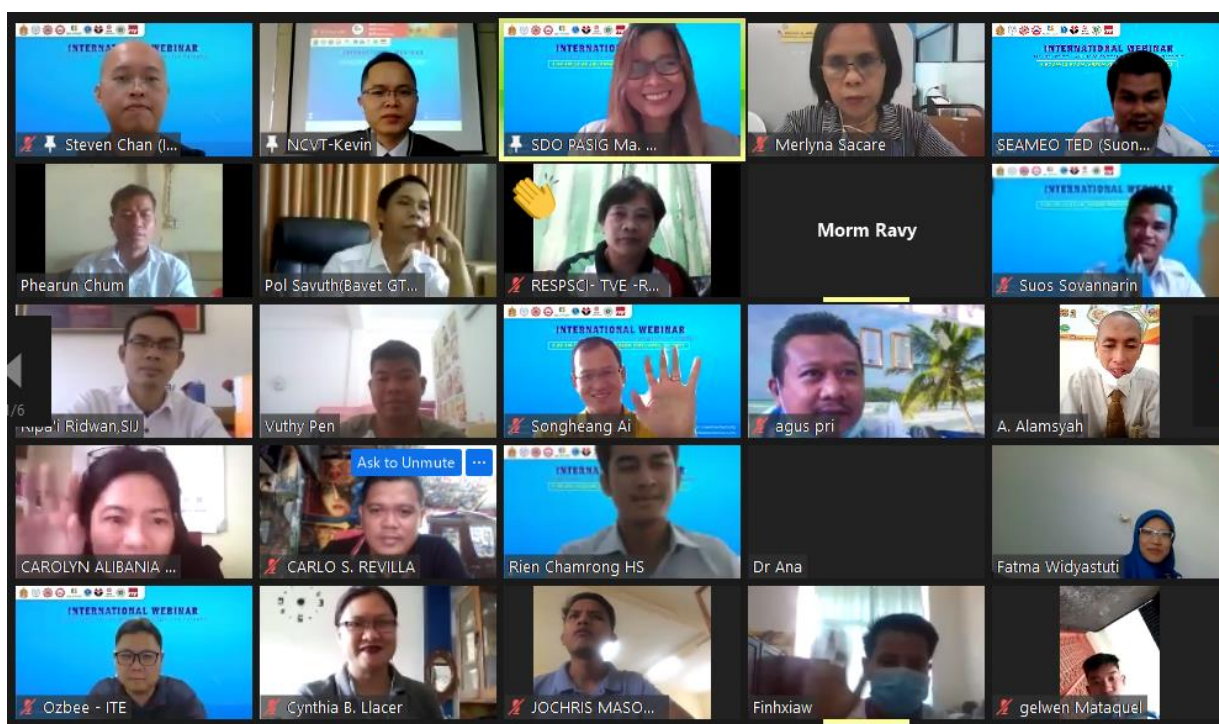 INTERNATIONAL WEBINAR
Steven Chan (I...
NCVT-Kevin
SDO PASIG Ma. ...
Merlyna Sacare
INTERNATIONAL WEBINAR
SEAMEO TED (Suon...
Phearun Chum
Pol Savuth(Bavet GT...
RESPSCI- TVE -R...
Morm Ravy
INTERNATIONAL WEBINAR
Suos Sovannarin
Ripa'i Ridwan,SIJ
Vuthy Pen
INTERNATIONAL WEBINAR
Songheang Ai
agus pri
A. Alamsyah
CAROLYN ALIBANIA ...
Ask to Unmute
...
CARLO S. REVILLA
Rien Chamrong HS
Dr Ana
Fatma Widyastuti
INTERNATIONAL WEBINAR
Ozbee - ITE
Cynthia B. Llacer
JOCHRIS MASO...
Finhxiaw
gelwen Mataquel